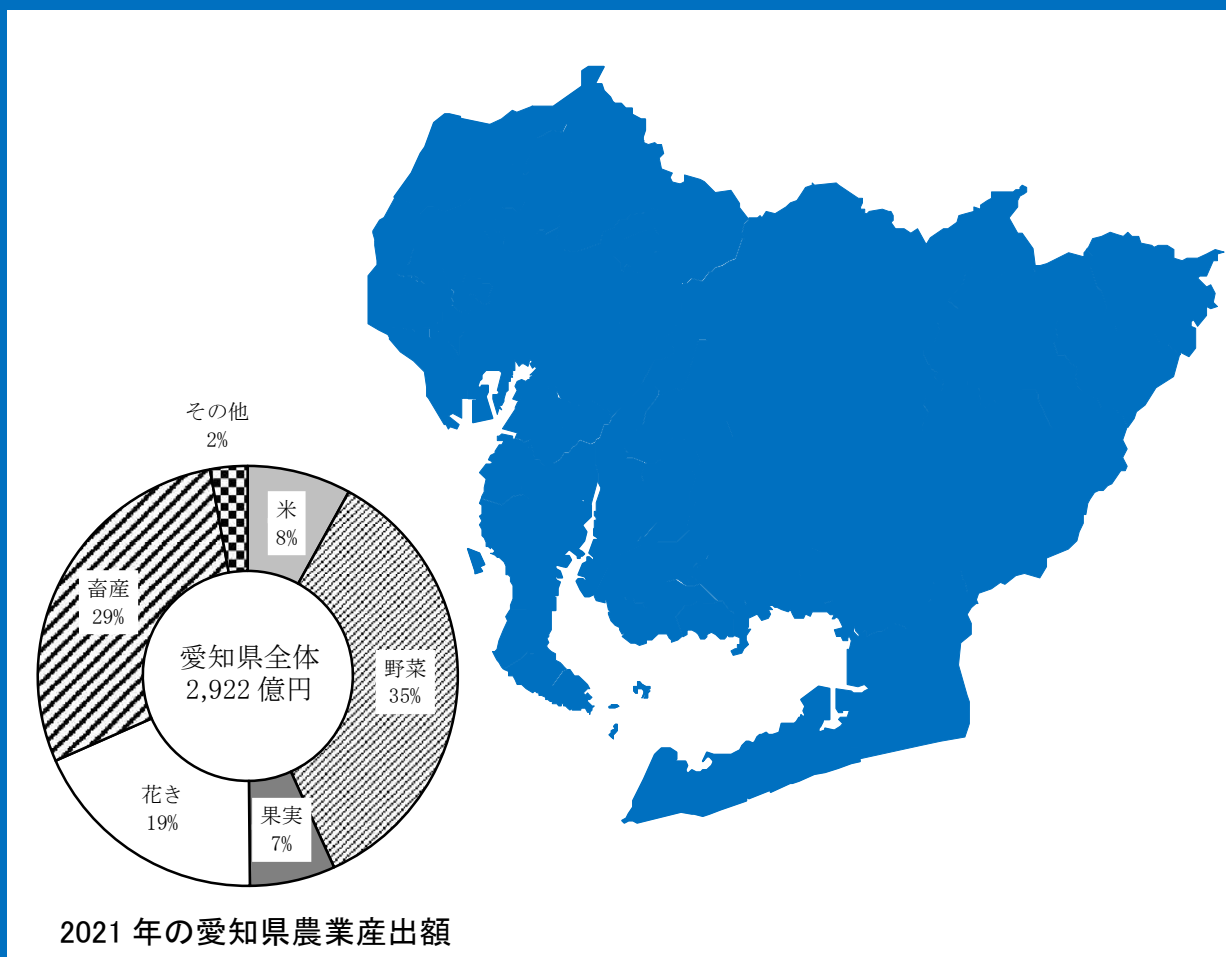 その他
2%
米
8%
畜産
29%
愛知県全体
2,922 億円
野菜
35%
花き
19%
果実
7%
2021 年の愛知県農業産出額